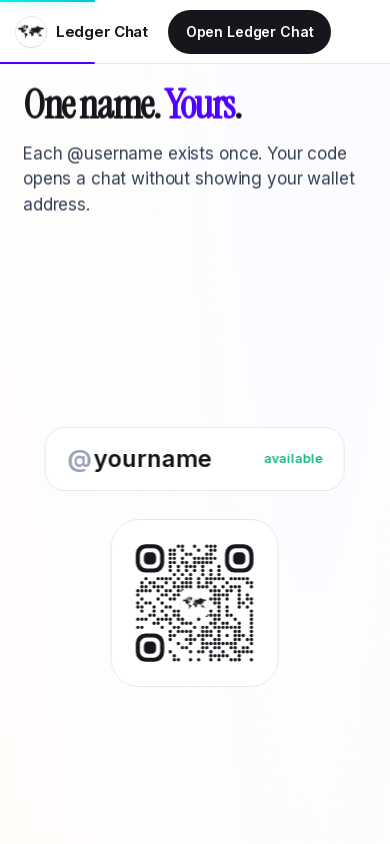 Ledger Chat
Open Ledger Chat
One name. Yours.
Each @username exists once. Your code
opens a chat without showing your wallet
address.
@yourname
available